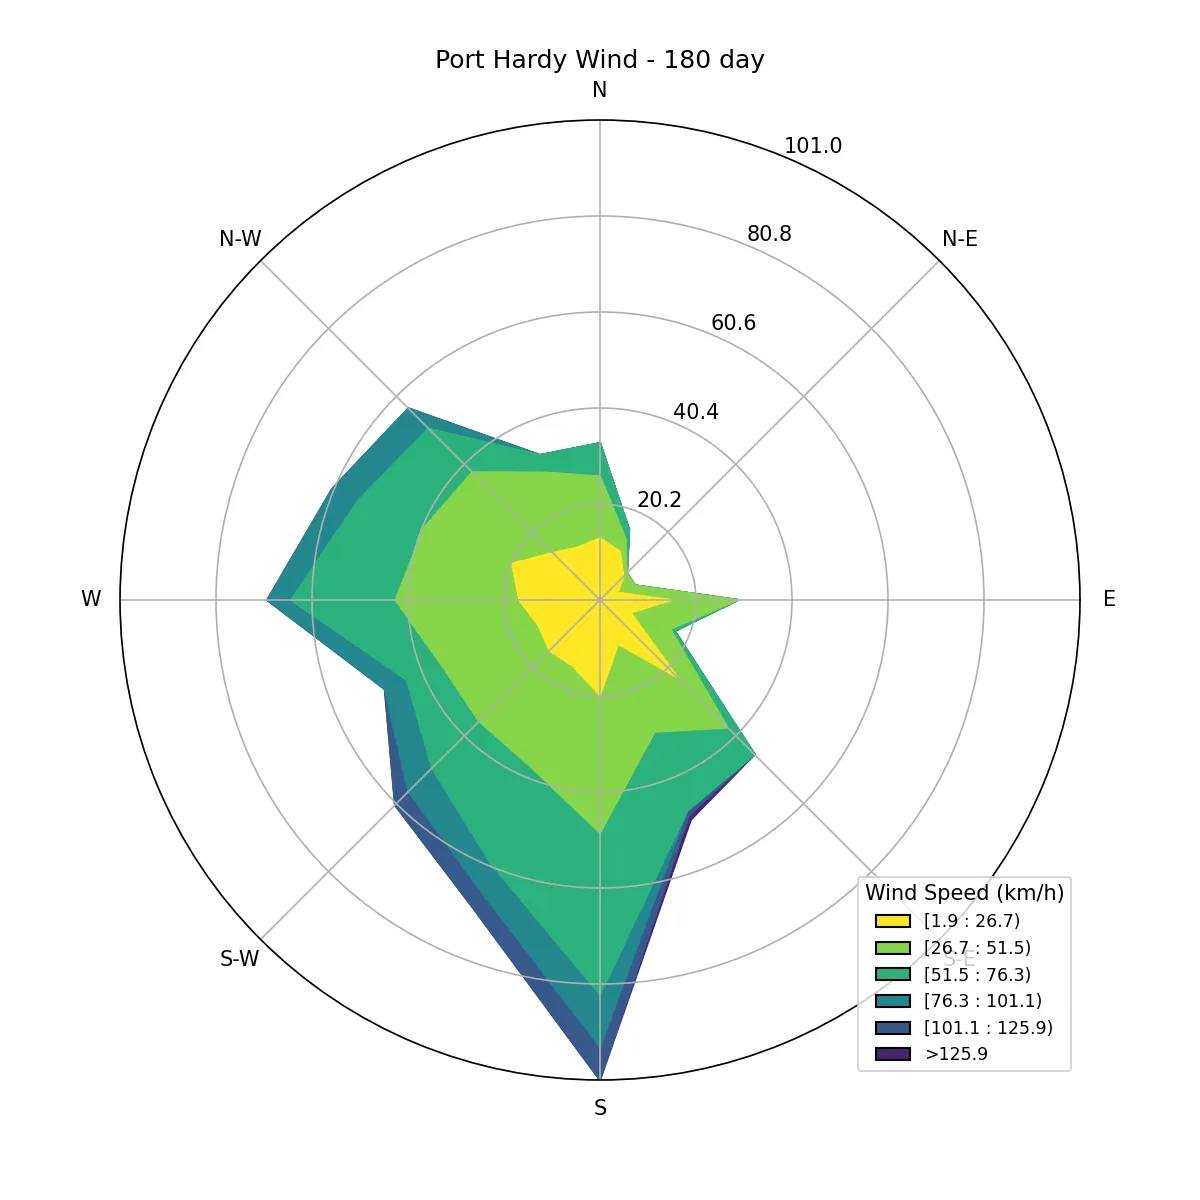 Port Hardy Wind - 180 day
N
101.0
80.8
N-W
N-E
60.6
40.4
20.2
W
E
Wind Speed (km/h)
[1.9 : 26.7)
[26.7 : 51.5)
S-W
S-E
[51.5 : 76.3)
[76.3 : 101.1)
[101.1 : 125.9)
>125.9
S